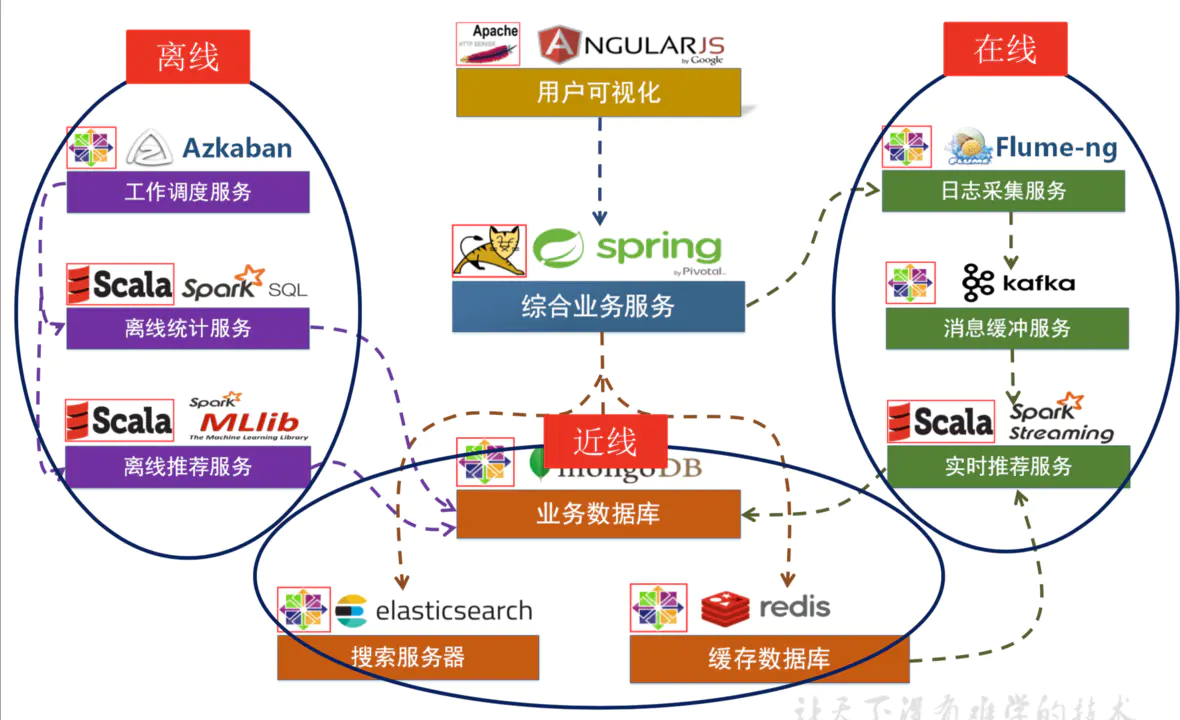 离线
Apache
HTTP SERVER
ANGULARJS
by Google
用户可视化
在线
Azkaban
工作调度服务
Flume-ng
日志采集服务
spring
by Pivotal
综合业务服务
Scala
Spark SQL
离线统计服务
kafka
消息缓冲服务
Scala
Spark
MLlib
The Machine Learning Library
离线推荐服务
近线
mongoDB
业务数据库
Scala
Spark
Streaming
实时推荐服务
elasticsearch
搜索服务器
redis
缓存数据库
让天下没有难学的技术